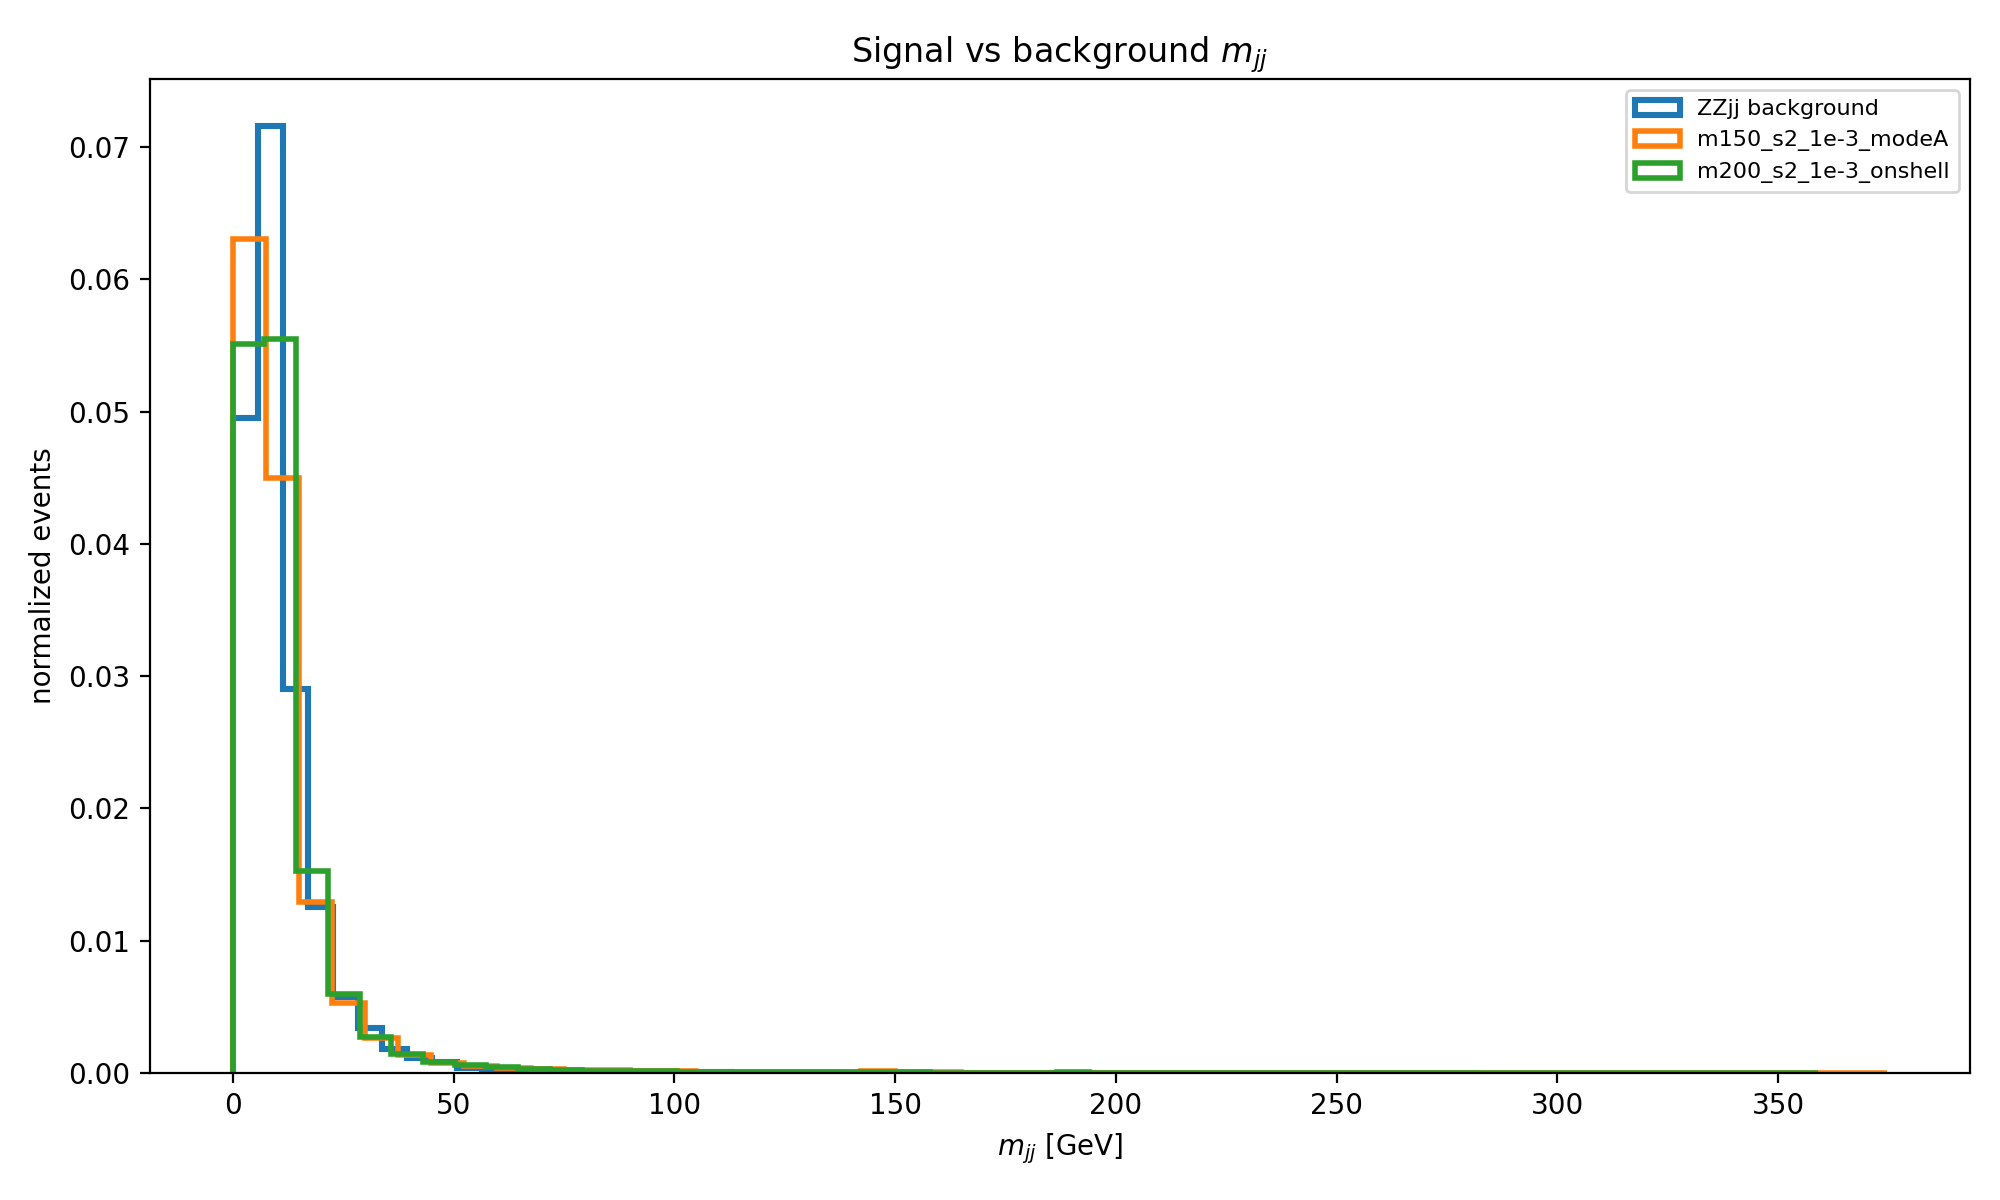 Signal vs background m_jj
ZZjj background
m150_s2_1e-3_modeA
m200_s2_1e-3_onshell
normalized events
0.07
0.06
0.05
0.04
0.03
0.02
0.01
0.00
0 50 100 150 200 250 300 350
m_jj [GeV]